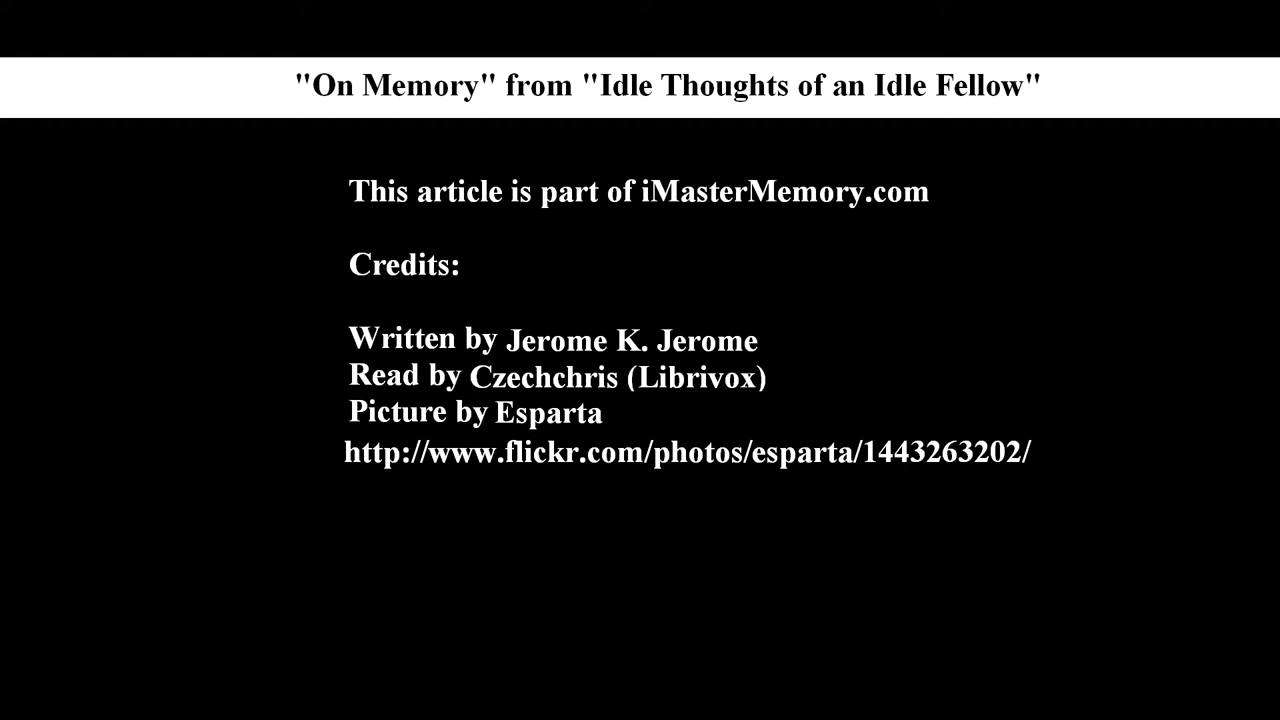 "On Memory" from "Idle Thoughts of an Idle Fellow"
This article is part of iMasterMemory.com
Credits:
Written by Jerome K. Jerome
Read by Czechchris (Librivox)
Picture by Esparta
http://www.flickr.com/photos/esparta/1443263202/